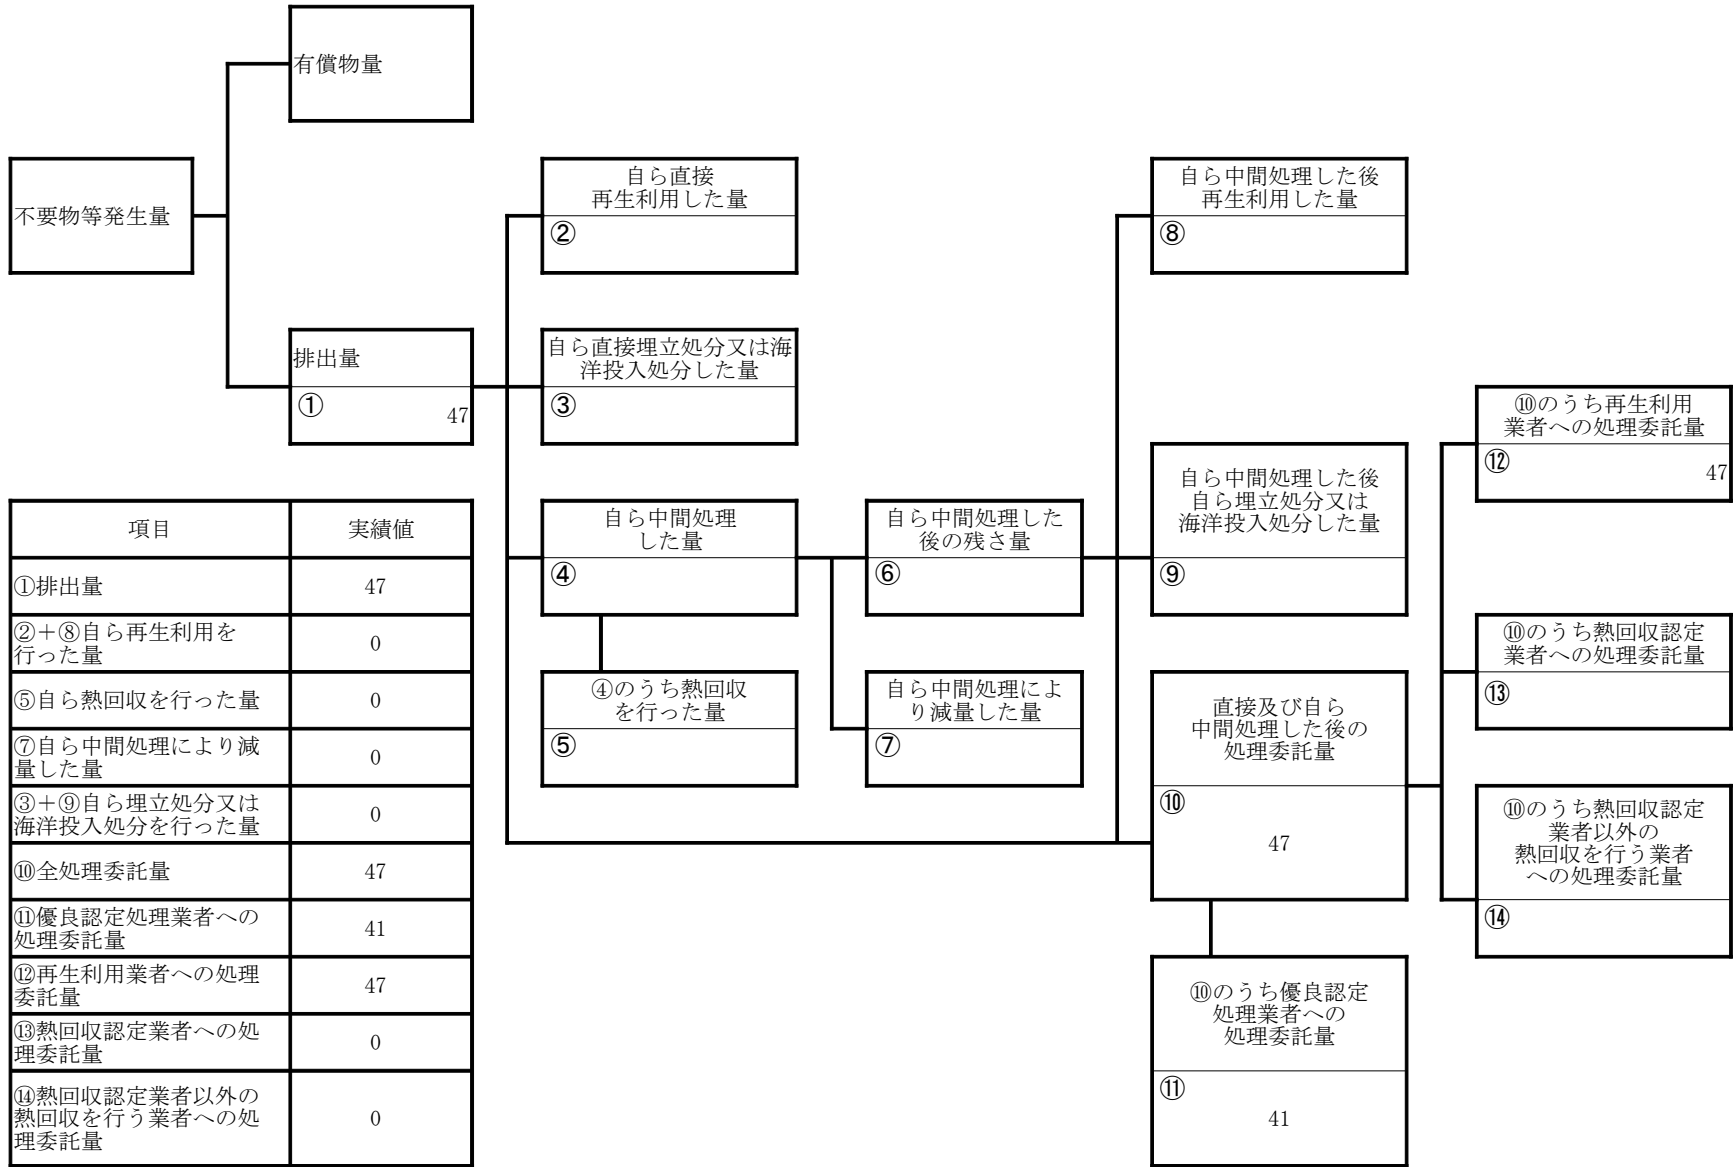 有償物量
不要物等発生量
自ら直接
再生利用した量
②
自ら中間処理した後
再生利用した量
⑧
排出量
①
47
自ら直接埋立処分又は海
洋投入処分した量
③
⑩のうち再生利用
業者への処理委託量
⑫
47
自ら中間処理
した量
④
自ら中間処理した
後の残さ量
⑥
自ら中間処理した後
自ら埋立処分又は
海洋投入処分した量
⑨
④のうち熱回収
を行った量
⑤
自ら中間処理によ
り減量した量
⑦
直接及び自ら
中間処理した後の
処理委託量
⑩
47
⑩のうち熱回収認定
業者への処理委託量
⑬
⑩のうち熱回収認定
業者以外の
熱回収を行う業者
への処理委託量
⑭
⑩のうち優良認定
処理業者への
処理委託量
⑪
41
項目 実績値
①排出量 47
②+⑧自ら再生利用を
行った量 0
⑤自ら熱回収を行った量 0
⑦自ら中間処理により減
量した量 0
③+⑨自ら埋立処分又は
海洋投入処分を行った量 0
⑩全処理委託量 47
⑪優良認定処理業者への
処理委託量 41
⑫再生利用業者への処理
委託量 47
⑬熱回収認定業者への処
理委託量 0
⑭熱回収認定業者以外の
熱回収を行う業者への処
理委託量 0